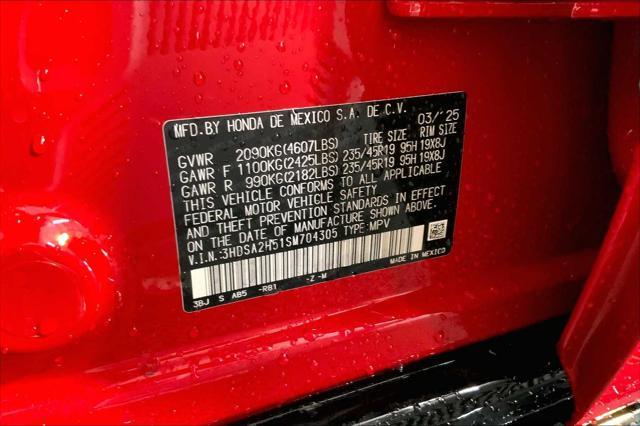 MFD.BY HONDA DE MEXICO S.A. DE C.V. 03/'25
GVWR 2090KG(4607LBS) TIRE SIZE RIM SIZE
GAWR F 1100KG(2425LBS) 235/45R19 95H 19X8J
GAWR R 990KG(2182LBS) 235/45R19 95H 19X8J
THIS VEHICLE CONFORMS TO ALL APPLICABLE
FEDERAL MOTOR VEHICLE SAFETY
AND THEFT PREVENTION STANDARDS IN EFFECT
ON THE DATE OF MANUFACTURE SHOWN ABOVE.
V.I.N.:3HDSA2H51SM704305 TYPE:MPV
MADE IN MEXICO
3BJ S AB5 -R81 -Z -M